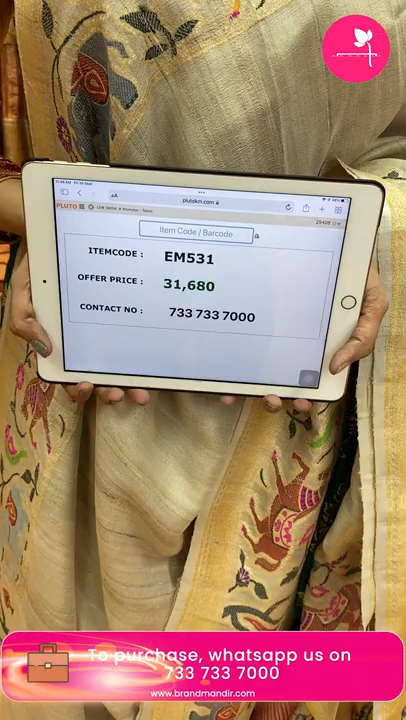 plutokm.com
PLUTO
Item Code / Barcode
ITEMCODE : EM531
OFFER PRICE : 31,680
CONTACT NO : 733 733 7000
To purchase, whatsapp us on
733 733 7000
www.brandmandir.com